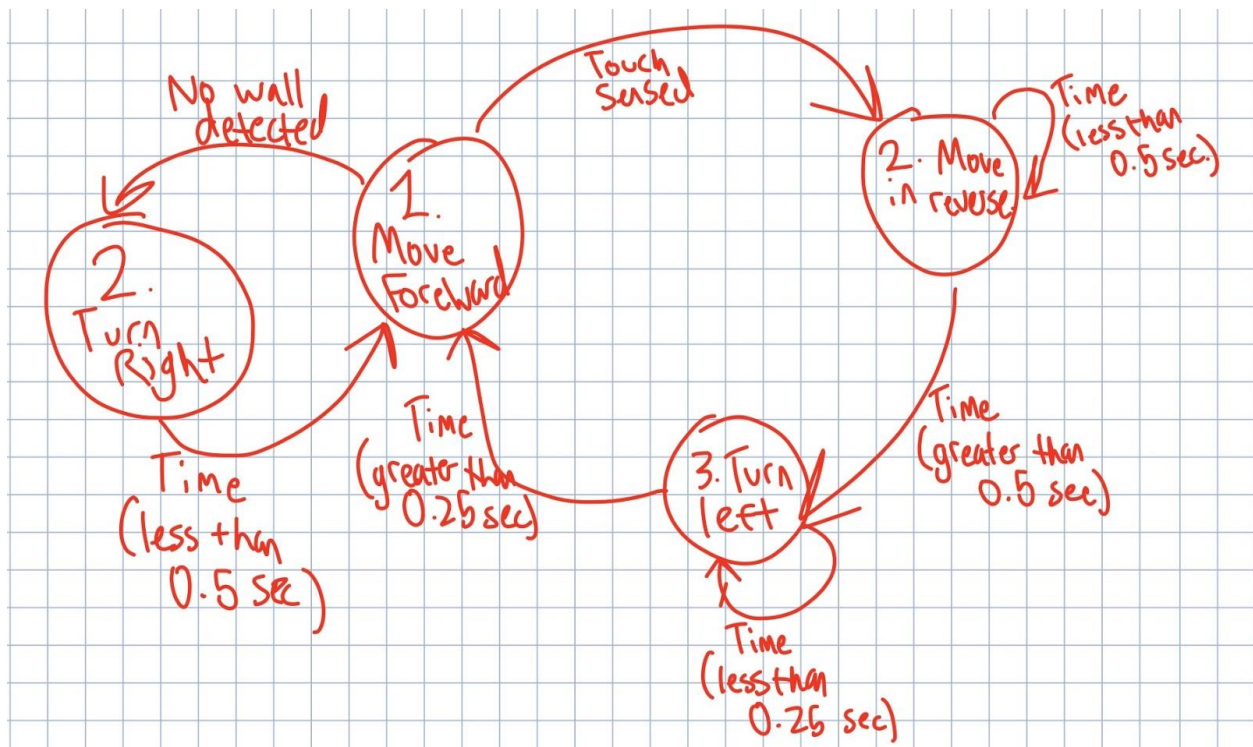 No wall
detected
Touch
sensed
Time
(less than
0.5 sec.)
1.
Move
Foreward
2. Move
in reverse.
2.
Turn
Right
Time
(less than
0.5 sec)
Time
(greater than
0.25 sec)
3. Turn
left
Time
(greater than
0.5 sec)
Time
(less than
0.25 sec)